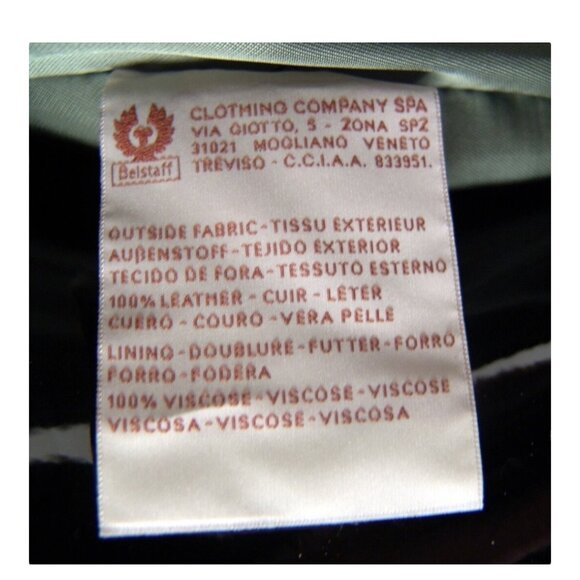 CLOTHING COMPANY SPA
VIA GIOTTO, 5 - ZONA SPZ
31021 MOGLIANO VENETO
TREVISO - C.C.I.A.A. 833951.
Belstaff
OUTSIDE FABRIC-TISSU EXTÉRIEUR
AUßENSTOFF-TEJIDO EXTERIOR
TECIDO DE FORA-TESSUTO ESTERNO
100% LEATHER - CUIR - LÉTER
CUERO - COURO - VERA PELLE
LINING-DOUBLURE-FUTTER-FORRO
FORRO-FODERA
100% VISCOSE-VISCOSE-VISCOSE
VISCOSA-VISCOSE-VISCOSA